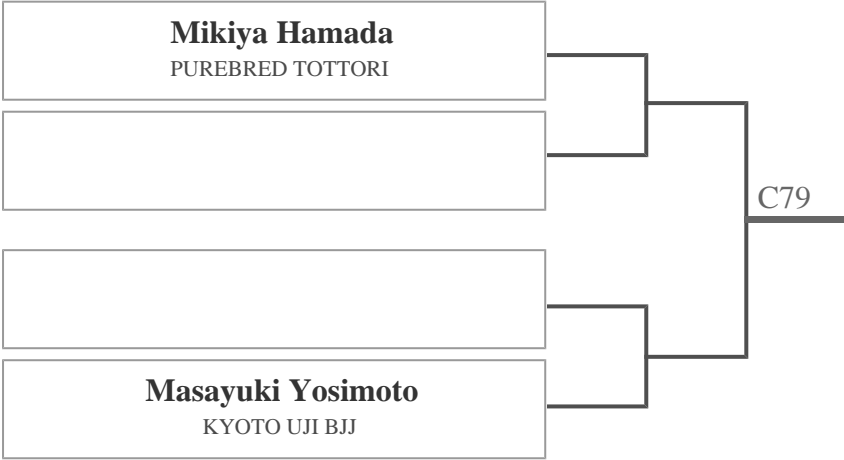 Mikiya Hamada
PUREBRED TOTTORI
C79
Masayuki Yosimoto
KYOTO UJI BJJ